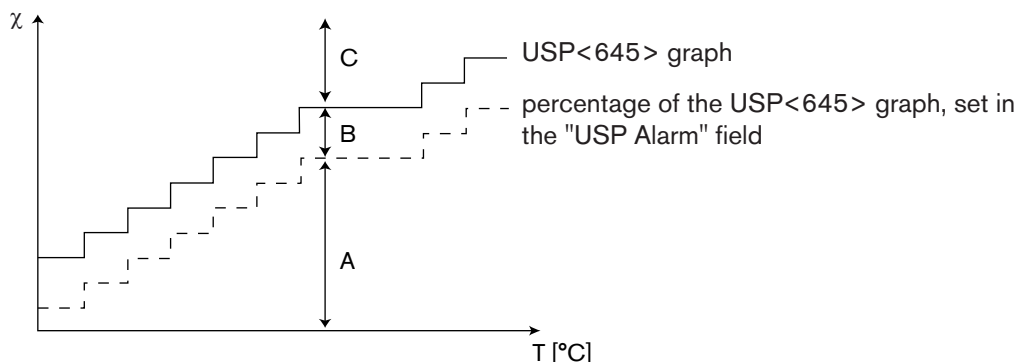 χ
C
USP<645> graph
B
percentage of the USP<645> graph, set in
the "USP Alarm" field
A
T [°C]